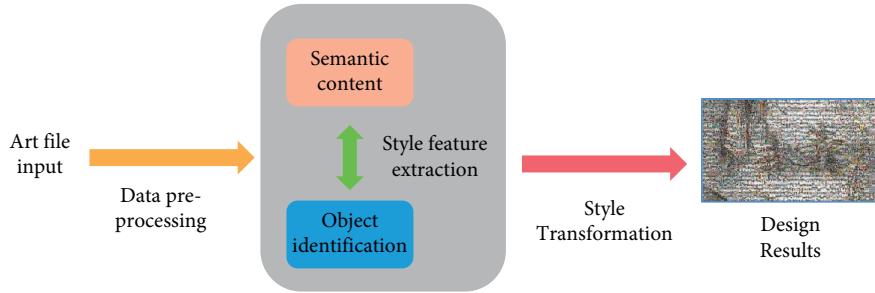 Art file
input
Data pre-
processing
Semantic
content
Style feature
extraction
Object
identification
Style
Transformation
Design
Results